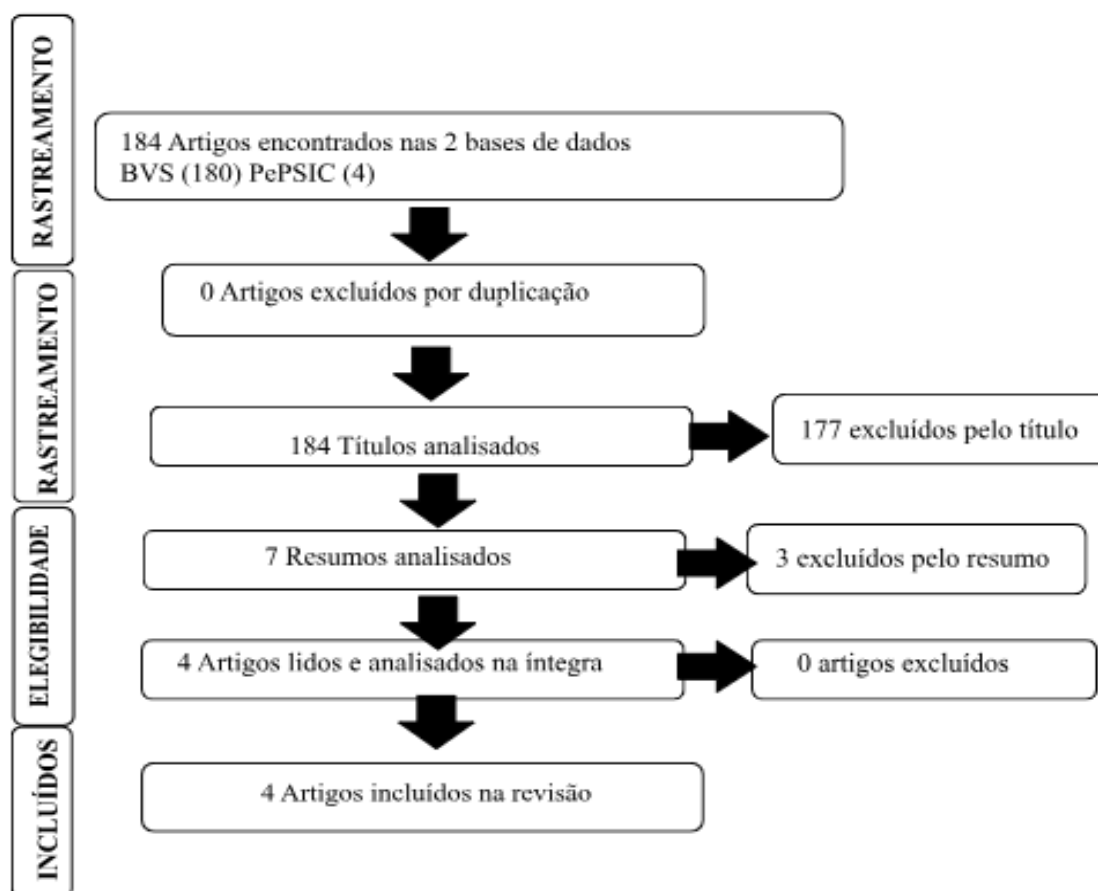 RASTREAMENTO
184 Artigos encontrados nas 2 bases de dados
BVS (180) PePSIC (4)
RASTREAMENTO
0 Artigos excluídos por duplicação
184 Títulos analisados
177 excluídos pelo título
ELEGIBILIDADE
7 Resumos analisados
3 excluídos pelo resumo
4 Artigos lidos e analisados na íntegra
0 artigos excluídos
INCLUÍDOS
4 Artigos incluídos na revisão